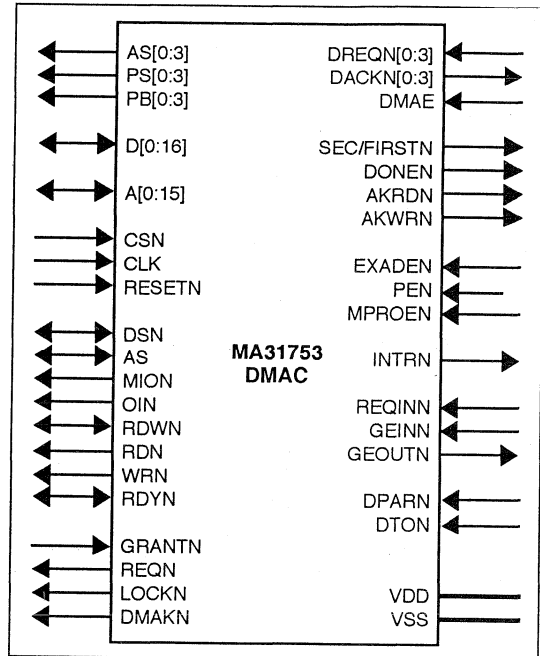 AS[0:3]
PS[0:3]
PB[0:3]
D[0:16]
A[0:15]
CSN
CLK
RESETN
DSN
AS
MION
OIN
RDWN
RDN
WRN
RDYN
GRANTN
REQN
LOCKN
DMAKN
MA31753
DMAC
DREQN[0:3]
DACKN[0:3]
DMAE
SEC/FIRSTN
DONEN
AKRDN
AKWRN
EXADEN
PEN
MPROEN
INTRN
REQINN
GEINN
GEOUTN
DPARN
DTON
VDD
VSS